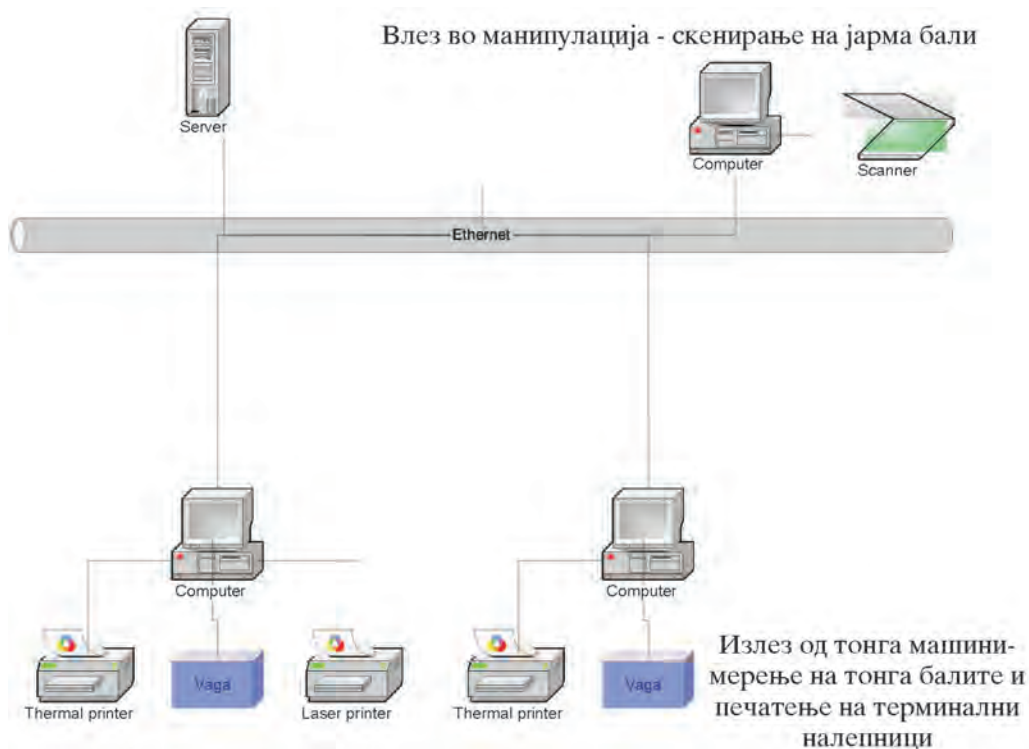 Влез во манипулација - скенирање на јарма бали
Server
Computer
Scanner
Ethernet
Computer
Computer
Thermal printer
Vaga
Laser printer
Thermal printer
Vaga
Излез од тонга машини-
мерење на тонга балите и
печатење на терминални
налепници